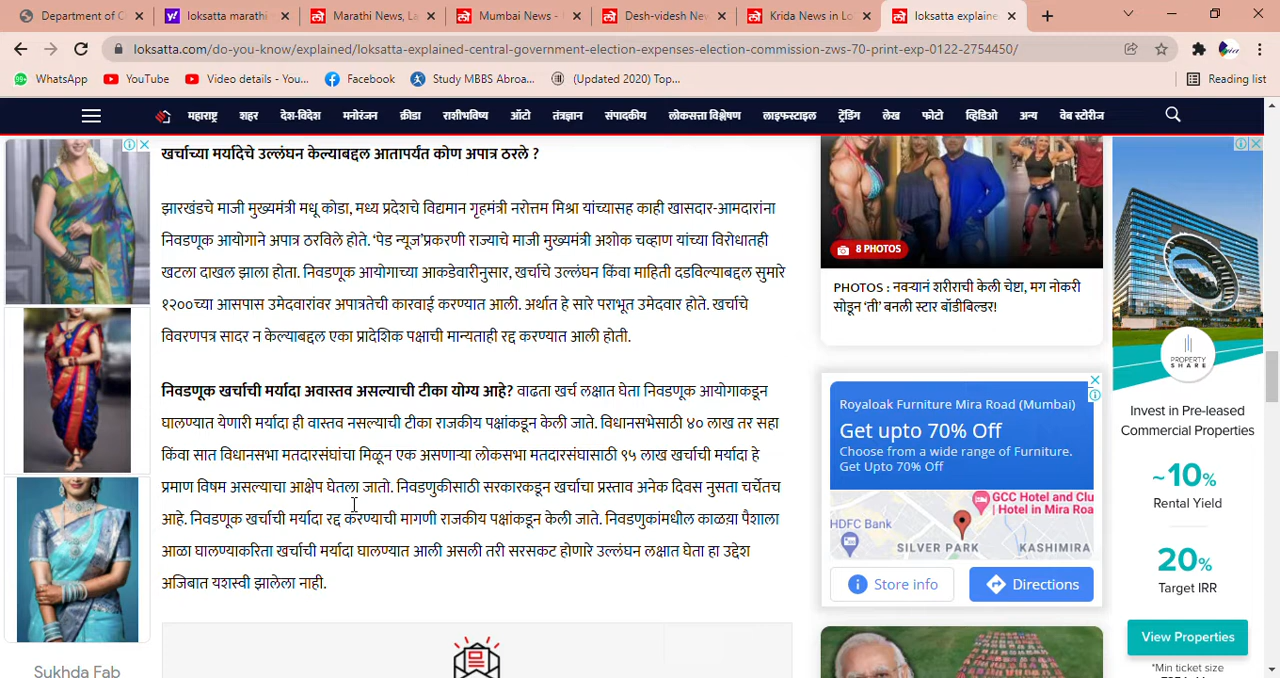 Department of C
loksatta marathi
Marathi News, La
Mumbai News -
Desh-videsh New
Krida News in Lo
loksatta explaine
loksatta.com/do-you-know/explained/loksatta-explained-central-government-election-expenses-election-commission-zws-70-print-exp-0122-2754450/
WhatsApp
YouTube
Video details - You...
Facebook
Study MBBS Abroa...
(Updated 2020) Top...
Reading list
महाराष्ट्र
शहर
देश-विदेश
मनोरंजन
क्रीडा
राशीभविष्य
ऑटो
तंत्रज्ञान
संपादकीय
लोकसत्ता विश्लेषण
लाइफस्टाइल
ट्रेंडिंग
लेख
फोटो
व्हिडिओ
अन्य
वेब स्टोरीज
खर्चाच्या मर्यादेचे उल्लंघन केल्याबद्दल आतापर्यंत कोण अपात्र ठरले ?
झारखंडचे माजी मुख्यमंत्री मधू कोडा, मध्य प्रदेशचे विद्यमान गृहमंत्री नरोत्तम मिश्रा यांच्यासह काही खासदार-आमदारांना
निवडणूक आयोगाने अपात्र ठरविले होते. ‘पेड न्यूज’प्रकरणी राज्याचे माजी मुख्यमंत्री अशोक चव्हाण यांच्या विरोधातही
खटला दाखल झाला होता. निवडणूक आयोगाच्या आकडेवारीनुसार, खर्चाचे उल्लंघन किंवा माहिती दडविल्याबद्दल सुमारे
१२००च्या आसपास उमेदवारांवर अपात्रतेची कारवाई करण्यात आली. अर्थात हे सारे पराभूत उमेदवार होते. खर्चाचे
विवरणपत्र सादर न केल्याबद्दल एका प्रादेशिक पक्षाची मान्यताही रद्द करण्यात आली होती.
निवडणूक खर्चाची मर्यादा अवास्तव असल्याची टीका योग्य आहे? वाढता खर्च लक्षात घेता निवडणूक आयोगाकडून
घालण्यात येणारी मर्यादा ही वास्तव नसल्याची टीका राजकीय पक्षांकडून केली जाते. विधानसभेसाठी ४० लाख तर सहा
किंवा सात विधानसभा मतदारसंघांचा मिळून एक असणाऱ्या लोकसभा मतदारसंघासाठी ९५ लाख खर्चाची मर्यादा हे
प्रमाण विषम असल्याचा आक्षेप घेतला जातो. निवडणुकीसाठी सरकारकडून खर्चाचा प्रस्ताव अनेक दिवस नुसता चर्चेतच
आहे. निवडणूक खर्चाची मर्यादा रद्द करण्याची मागणी राजकीय पक्षांकडून केली जाते. निवडणुकांमधील काळय़ा पैशाला
आळा घालण्याकरिता खर्चाची मर्यादा घालण्यात आली असली तरी सरसकट होणारे उल्लंघन लक्षात घेता हा उद्देश
अजिबात यशस्वी झालेला नाही.
Sukhda Fab
8 PHOTOS
PHOTOS : नवऱ्यानं शरीराची केली चेष्टा, मग नोकरी
सोडून ‘ती’ बनली स्टार बॉडीबिल्डर!
Royaloak Furniture Mira Road (Mumbai)
Get upto 70% Off
Choose from a wide range of Furniture.
Get Upto 70% Off
GCC Hotel and Clu
Hotel in Mira Roa
HDFC Bank
SILVER PARK
KASHIMIRA
Store info
Directions
PROPERTY
SHARE
Invest in Pre-leased
Commercial Properties
~10%
Rental Yield
20%
Target IRR
View Properties
*Min ticket size